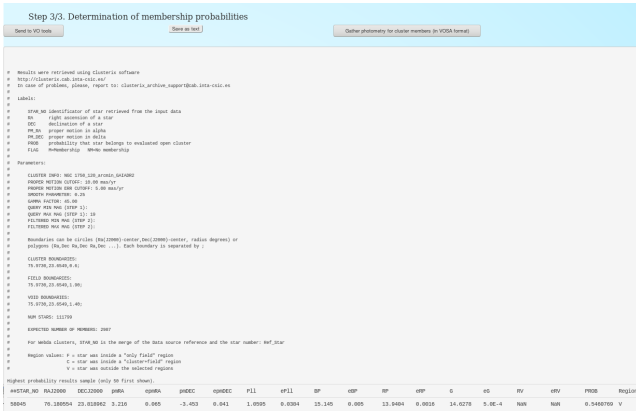 Step 3/3. Determination of membership probabilities
Send to VO tools Save as text Gather photometry for cluster members (in VOSA format)
# Results were retrieved using Clusterix software
# http://clusterix.cab.inta-csic.es/
# In case of problems, please, report to: clusterix_archive_support@cab.inta-csic.es
#
# Labels:
#
# STAR_NO identificator of star retrieved from the input data
# RA right ascension of a star
# DEC declination of a star
# PM_RA proper motion in alpha
# PM_DEC proper motion in delta
# PROB probability that star belongs to evaluated open cluster
# FLAG M=Membership NM=No membership
#
# Parameters:
#
# CLUSTER INFO: NGC 1750_120_arcmin_GAIADR2
# PROPER MOTION CUTOFF: 10.00 mas/yr
# PROPER MOTION ERR CUTOFF: 5.00 mas/yr
# SMOOTH PARAMETER: 0.25
# GAMMA FACTOR: 45.00
# QUERY MIN MAG (STEP 1):
# QUERY MAX MAG (STEP 1): 19
# FILTERED MIN MAG (STEP 2):
# FILTERED MAX MAG (STEP 2):
#
# Boundaries can be circles (Ra(J2000)-center,Dec(J2000)-center, radius degrees) or
# polygons (Ra,Dec Ra,Dec Ra,Dec ...). Each boundary is separated by ;
#
# CLUSTER BOUNDARIES:
# 75.9730,23.6549,0.6;
#
# FIELD BOUNDARIES:
# 75.9730,23.6549,1.90;
#
# VOID BOUNDARIES:
# 75.9730,23.6549,1.40;
#
# NUM STARS: 111799
#
# EXPECTED NUMBER OF MEMBERS: 2907
#
# For Webda clusters, STAR_NO is the merge of the Data source reference and the star number: Ref_Star
#
# Region values: F = star was inside a "only field" region
# C = star was inside a "cluster+field" region
# V = star was outside the selected regions
#
Highest probability results sample (only 50 first shown).
##STAR_NO RAJ2000 DECJ2000 pmRA epmRA pmDEC epmDEC Pll ePll BP eBP RP eRP G eG RV eRV PROB Region
56045 76.189554 23.018962 3.216 0.065 -3.453 0.041 1.0595 0.0384 15.145 0.005 13.9494 0.0018 14.6276 5.0E-4 NaN NaN 0.5460769 V